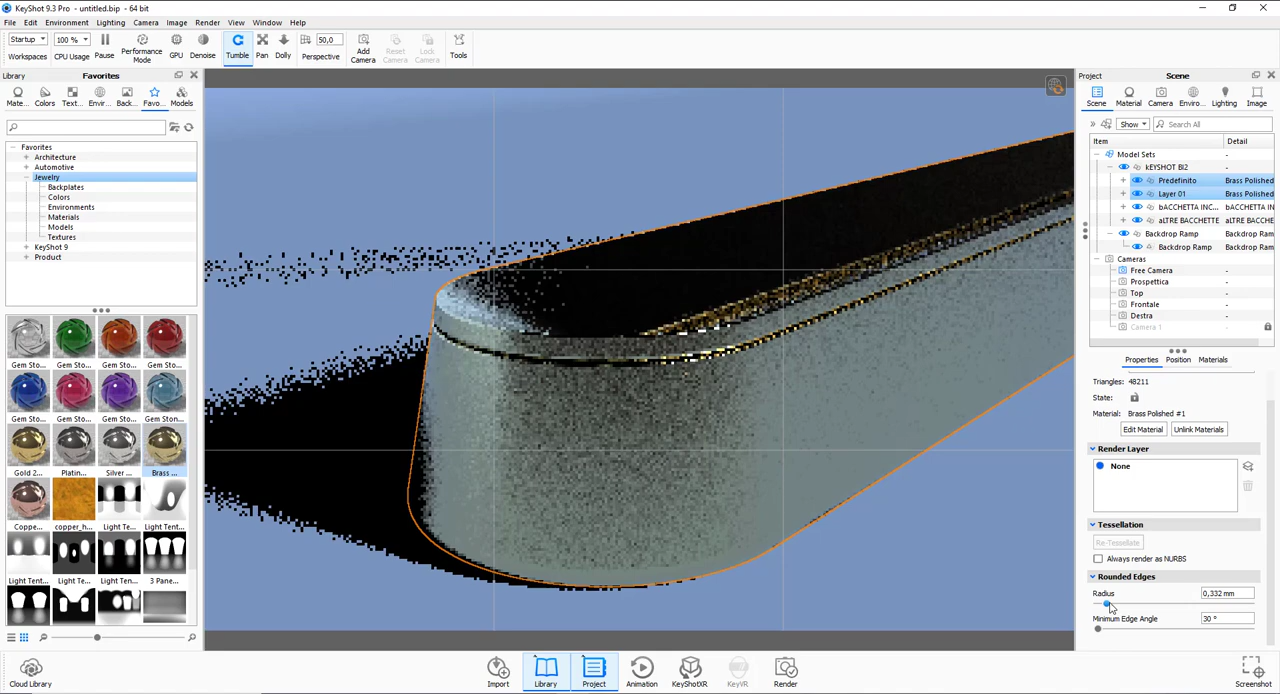 KeyShot 9.3 Pro - untitled.bip - 64 bit
File Edit Environment Lighting Camera Image Render View Window Help
Startup 100 % 50,0
Workspaces CPU Usage Pause Performance Mode GPU Denoise Tumble Pan Dolly Perspective Add Camera Reset Camera Lock Camera Tools
Library Favorites
Mate... Colors Text... Envir... Back... Favo... Models
Favorites
Architecture
Automotive
Jewelry
Backplates
Colors
Environments
Materials
Models
Textures
KeyShot 9
Product
Gem Sto... Gem Sto... Gem Sto... Gem Sto...
Gem Sto... Gem Sto... Gem Sto... Gem Ston...
Gold 2... Platin... Silver ... Brass ...
Coppe... copper_h... Light Te... Light Tent...
Light Tent... Light Te... Light Ten... 3 Pane...
Cloud Library
Import Library Project Animation KeyShotXR KeyVR Render Screenshot
Project Scene
Scene Material Camera Enviro... Lighting Image
Show Search All
Item Detail
Model Sets -
kEYSHOT BI2 -
Predefinito Brass Polished
Layer 01 Brass Polished
bACCHETTA INC... bACCHETTA IN
aLTRE BACCHETTE aLTRE BACCHE
Backdrop Ramp Backdrop Ram
Backdrop Ramp Backdrop Ram
Cameras -
Free Camera -
Prospettica -
Top -
Frontale -
Destra -
Camera 1 -
Properties Position Materials
Triangles: 48211
State:
Material: Brass Polished #1
Edit Material Unlink Materials
Render Layer
None
Tessellation
Re-Tessellate
Always render as NURBS
Rounded Edges
Radius 0,332 mm
Minimum Edge Angle 30 °